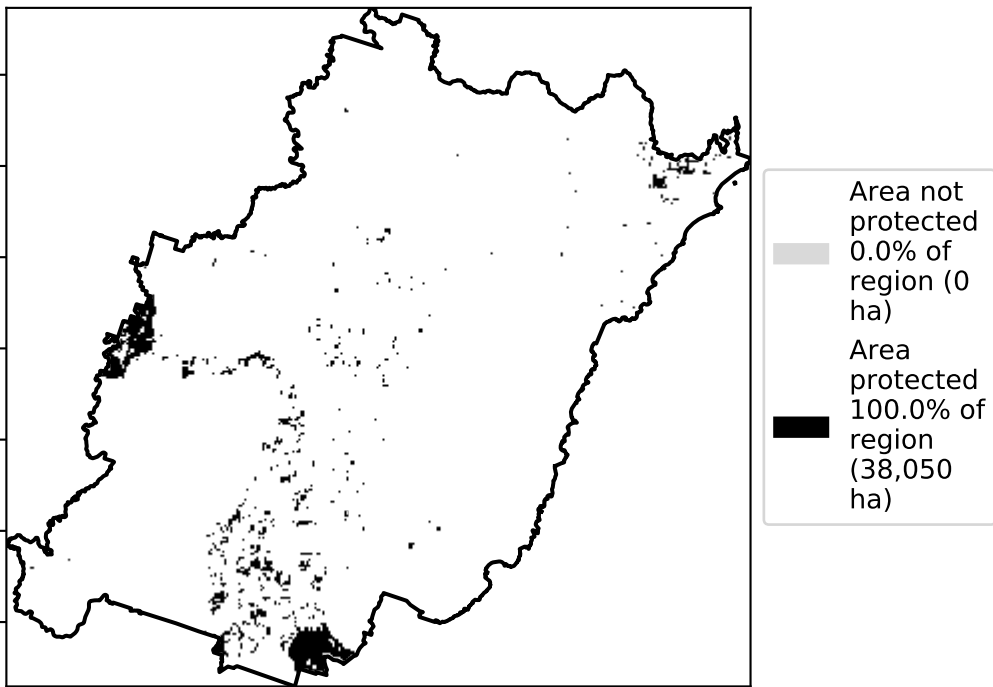 Area not
protected
0.0% of
region (0
ha)
Area
protected
100.0% of
region
(38,050
ha)